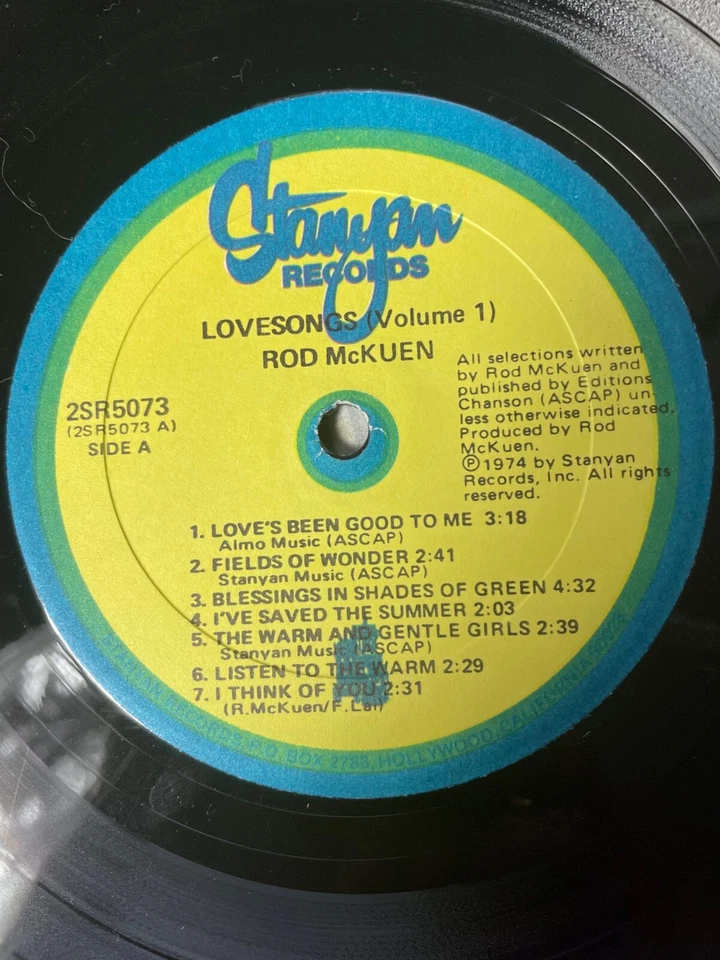 Stanyan
RECORDS
LOVESONGS (Volume 1)
ROD McKUEN
All selections written
by Rod McKuen and
published by Editions
Chanson (ASCAP) un-
less otherwise indicated.
Produced by Rod
McKuen.
Ⓟ1974 by Stanyan
Records, Inc. All rights
reserved.
2SR5073
(2SR5073 A)
SIDE A
1. LOVE'S BEEN GOOD TO ME 3:18
Almo Music (ASCAP)
2. FIELDS OF WONDER 2:41
Stanyan Music (ASCAP)
3. BLESSINGS IN SHADES OF GREEN 4:32
4. I'VE SAVED THE SUMMER 2:03
5. THE WARM AND GENTLE GIRLS 2:39
Stanyan Music (ASCAP)
6. LISTEN TO THE WARM 2:29
7. I THINK OF YOU 2:31
(R.McKuen/F.Lai)
STANYAN RECORDS, P.O. BOX 2783, HOLLYWOOD, CALIFORNIA 90028